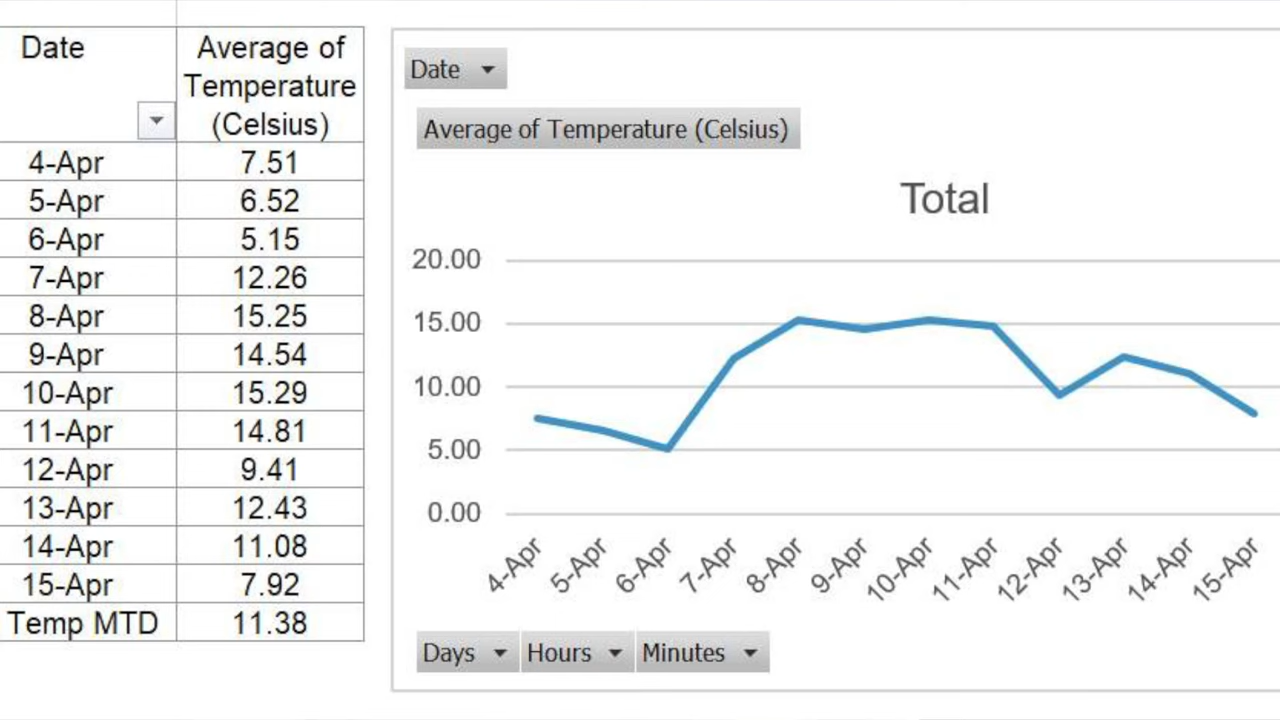 Date
Average of
Temperature
(Celsius)
4-Apr 7.51
5-Apr 6.52
6-Apr 5.15
7-Apr 12.26
8-Apr 15.25
9-Apr 14.54
10-Apr 15.29
11-Apr 14.81
12-Apr 9.41
13-Apr 12.43
14-Apr 11.08
15-Apr 7.92
Temp MTD 11.38
Date
Average of Temperature (Celsius)
Total
20.00
15.00
10.00
5.00
0.00
4-Apr 5-Apr 6-Apr 7-Apr 8-Apr 9-Apr 10-Apr 11-Apr 12-Apr 13-Apr 14-Apr 15-Apr
Days Hours Minutes